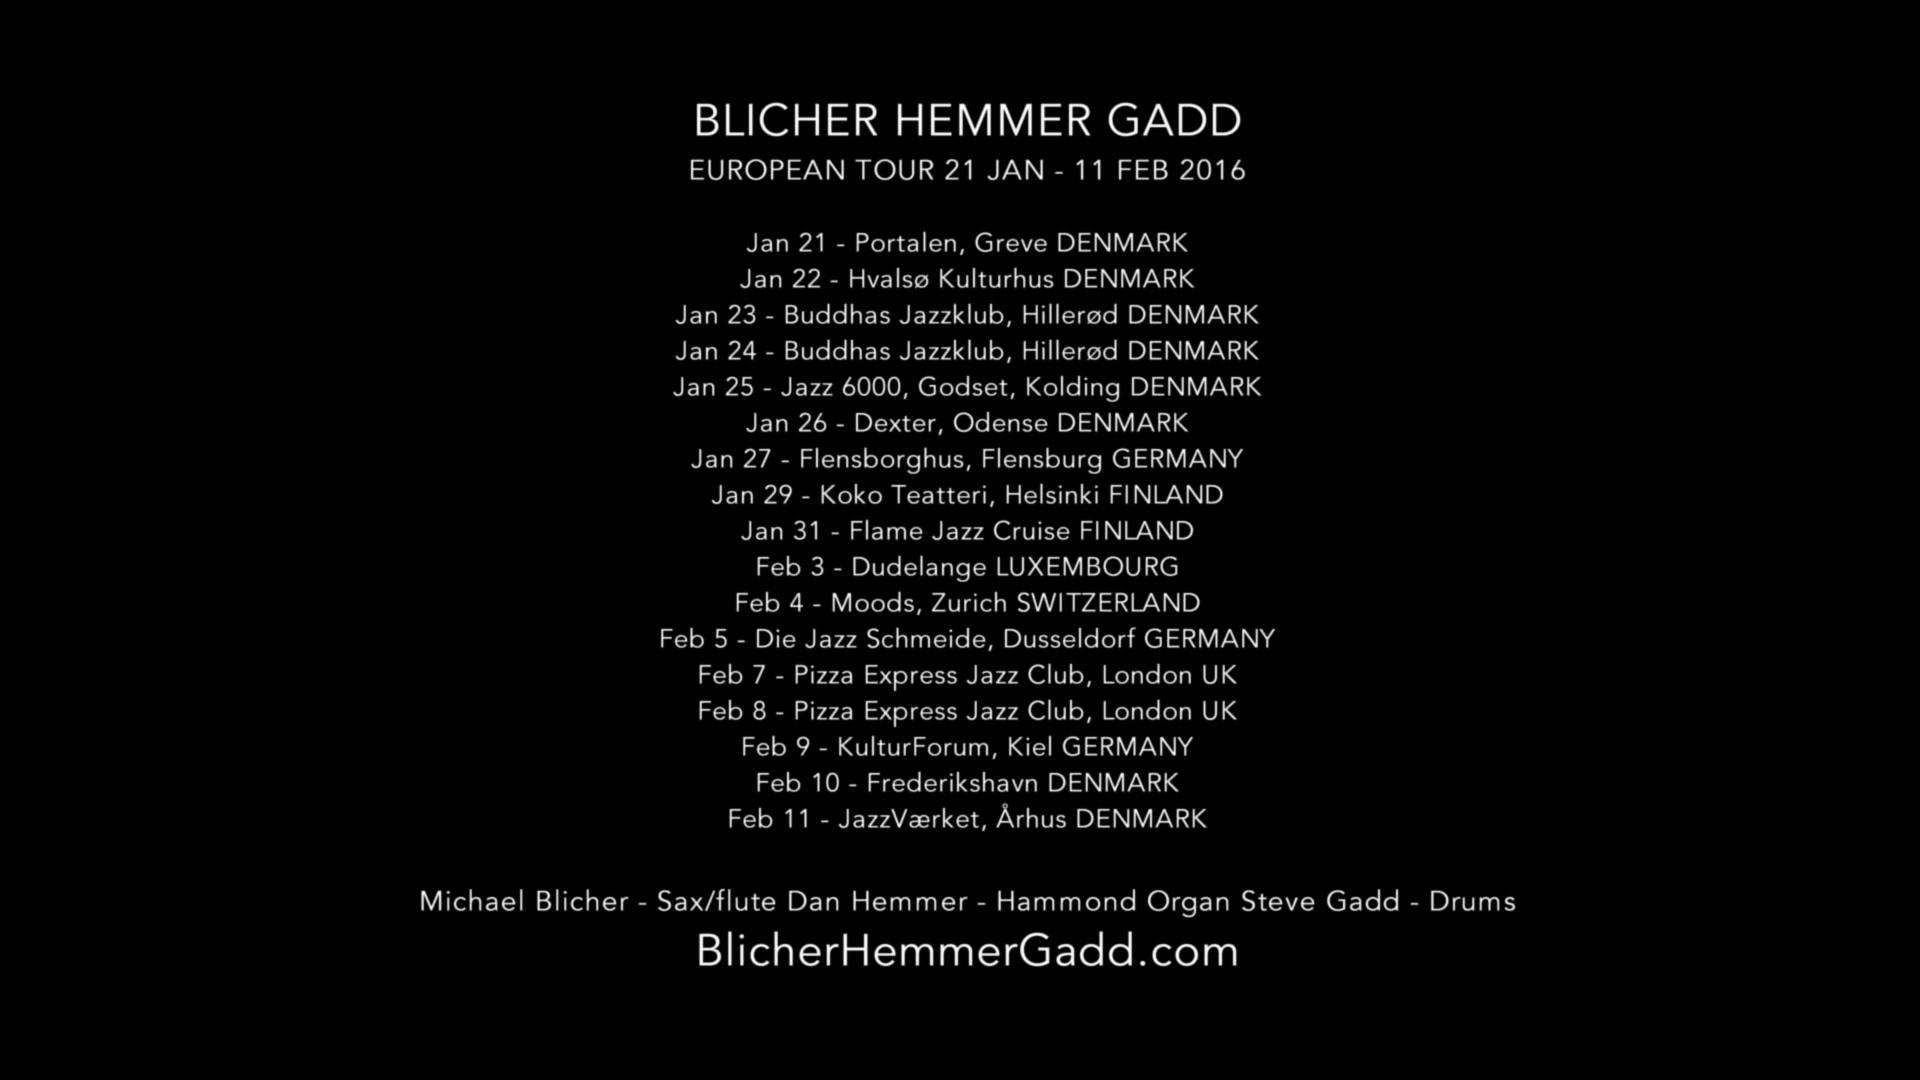 BLICHER HEMMER GADD
EUROPEAN TOUR 21 JAN - 11 FEB 2016
Jan 21 - Portalen, Greve DENMARK
Jan 22 - Hvalsø Kulturhus DENMARK
Jan 23 - Buddhas Jazzklub, Hillerød DENMARK
Jan 24 - Buddhas Jazzklub, Hillerød DENMARK
Jan 25 - Jazz 6000, Godset, Kolding DENMARK
Jan 26 - Dexter, Odense DENMARK
Jan 27 - Flensborghus, Flensburg GERMANY
Jan 29 - Koko Teatteri, Helsinki FINLAND
Jan 31 - Flame Jazz Cruise FINLAND
Feb 3 - Dudelange LUXEMBOURG
Feb 4 - Moods, Zurich SWITZERLAND
Feb 5 - Die Jazz Schmeide, Dusseldorf GERMANY
Feb 7 - Pizza Express Jazz Club, London UK
Feb 8 - Pizza Express Jazz Club, London UK
Feb 9 - KulturForum, Kiel GERMANY
Feb 10 - Frederikshavn DENMARK
Feb 11 - JazzVærket, Århus DENMARK
Michael Blicher - Sax/flute Dan Hemmer - Hammond Organ Steve Gadd - Drums
BlicherHemmerGadd.com